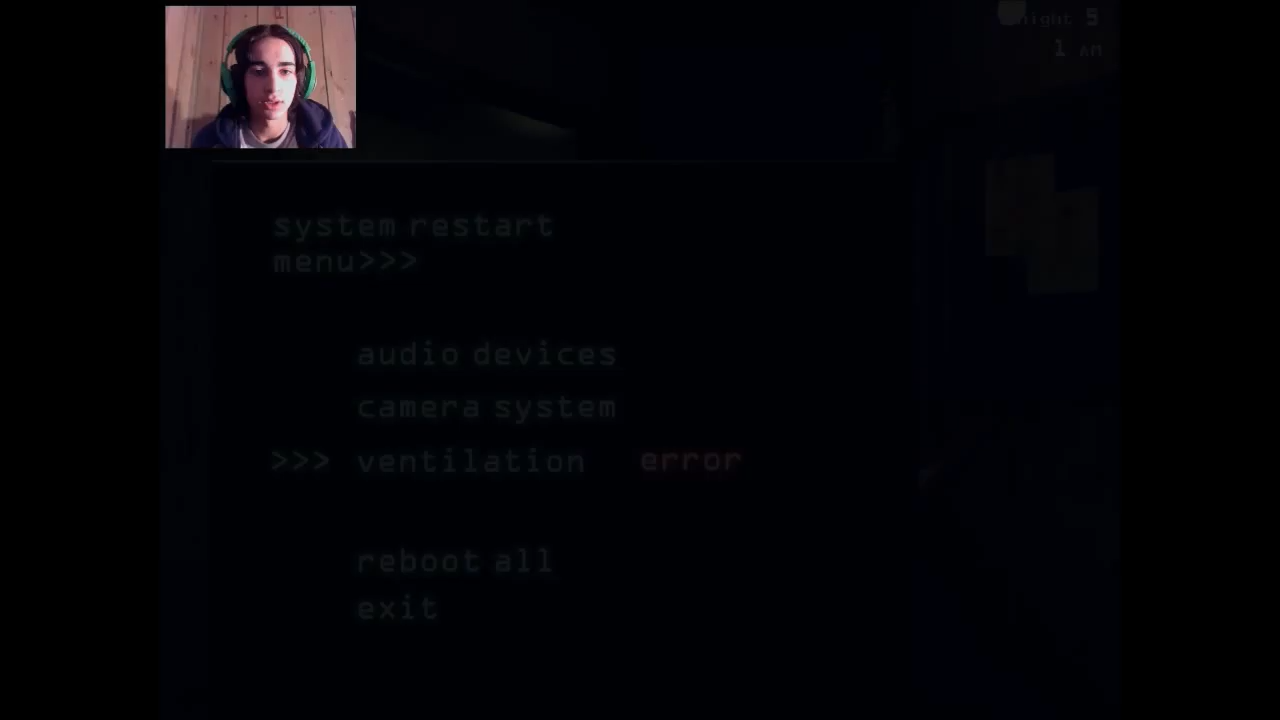 night 5
1 AM
system restart
menu>>>
audio devices
camera system
>>> ventilation error
reboot all
exit